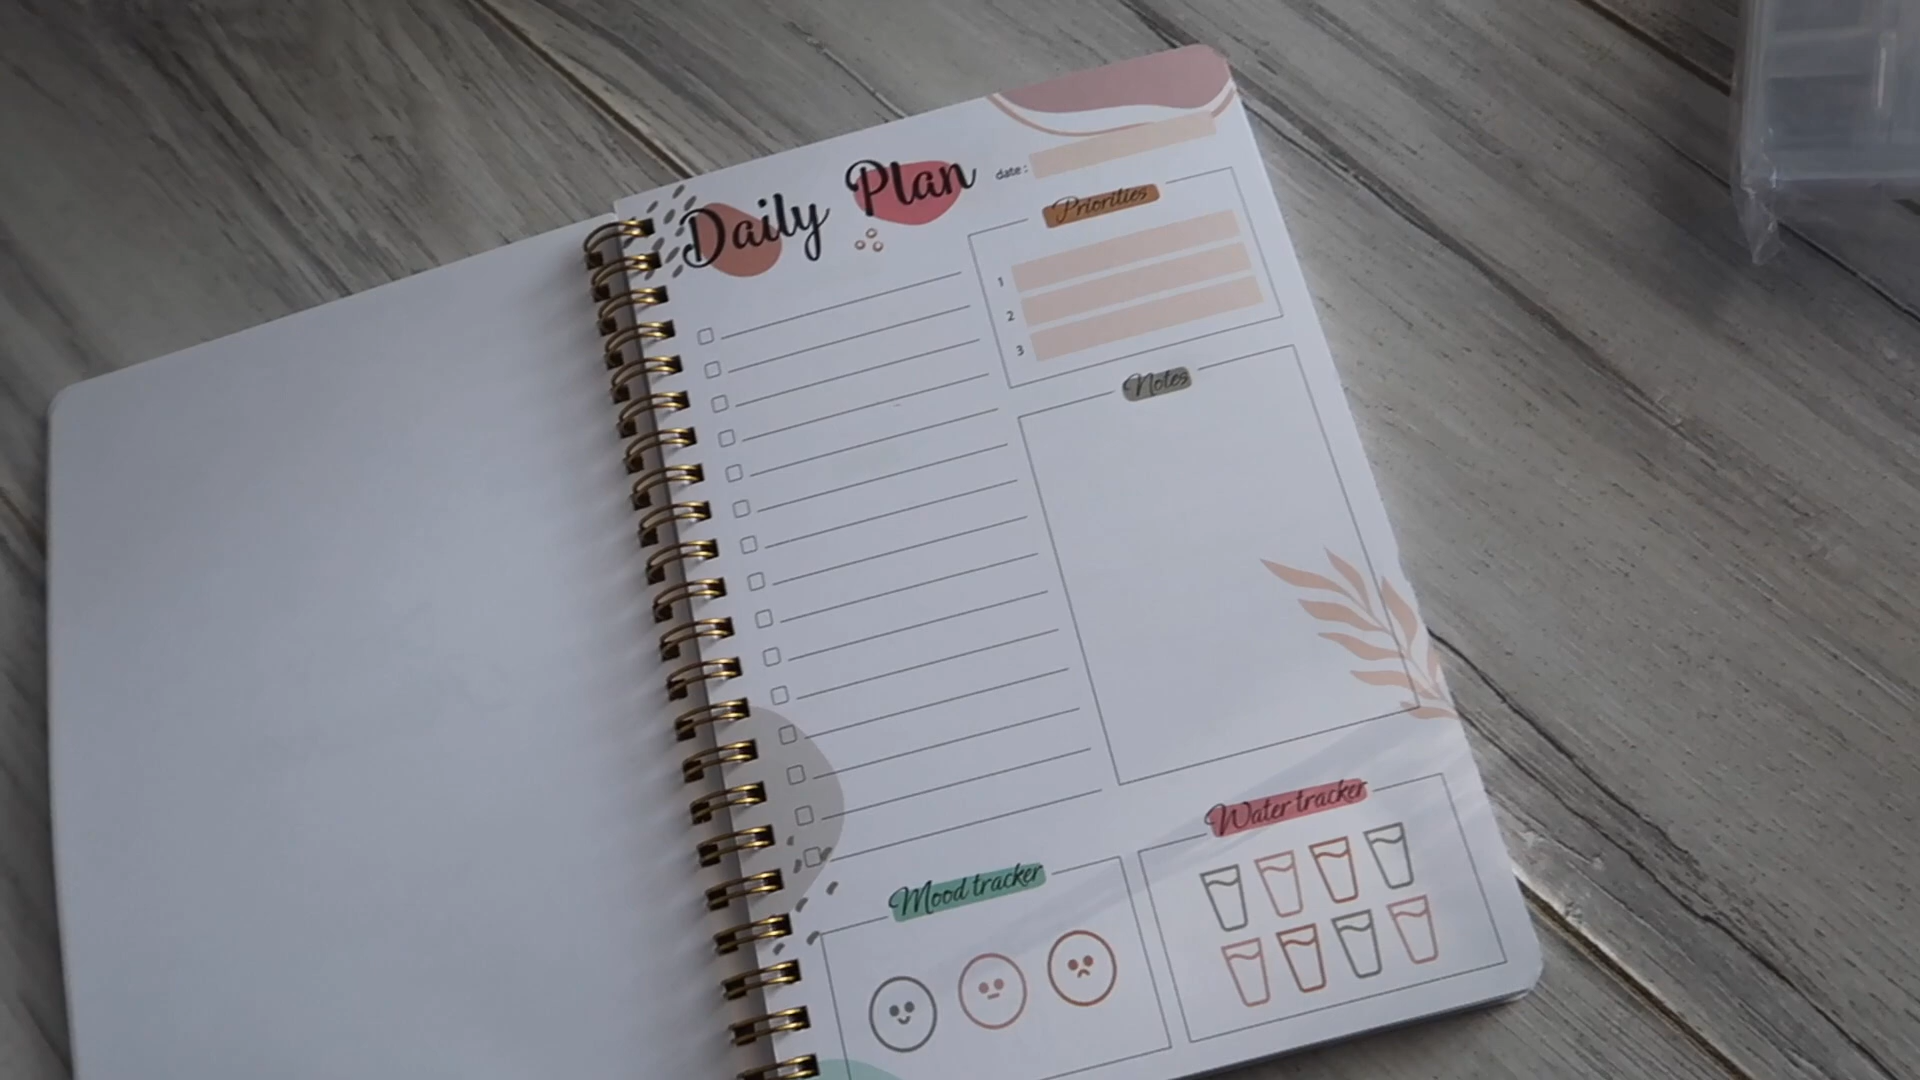 Daily Plan
date:
Priorities
1
2
3
Notes
Mood tracker
Water tracker